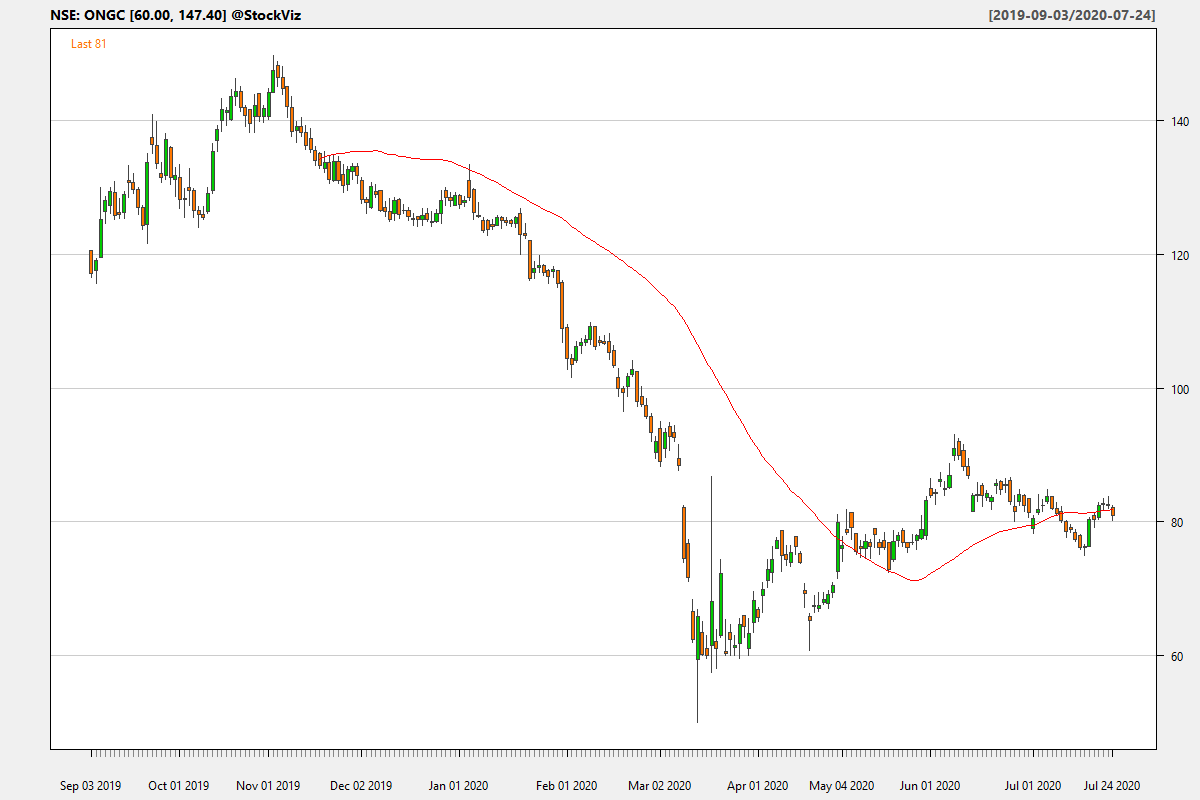 NSE: ONGC [60.00, 147.40] @StockViz [2019-09-03/2020-07-24]
Last 81
140
120
100
80
60
Sep 03 2019 Oct 01 2019 Nov 01 2019 Dec 02 2019 Jan 01 2020 Feb 01 2020 Mar 02 2020 Apr 01 2020 May 04 2020 Jun 01 2020 Jul 01 2020 Jul 24 2020